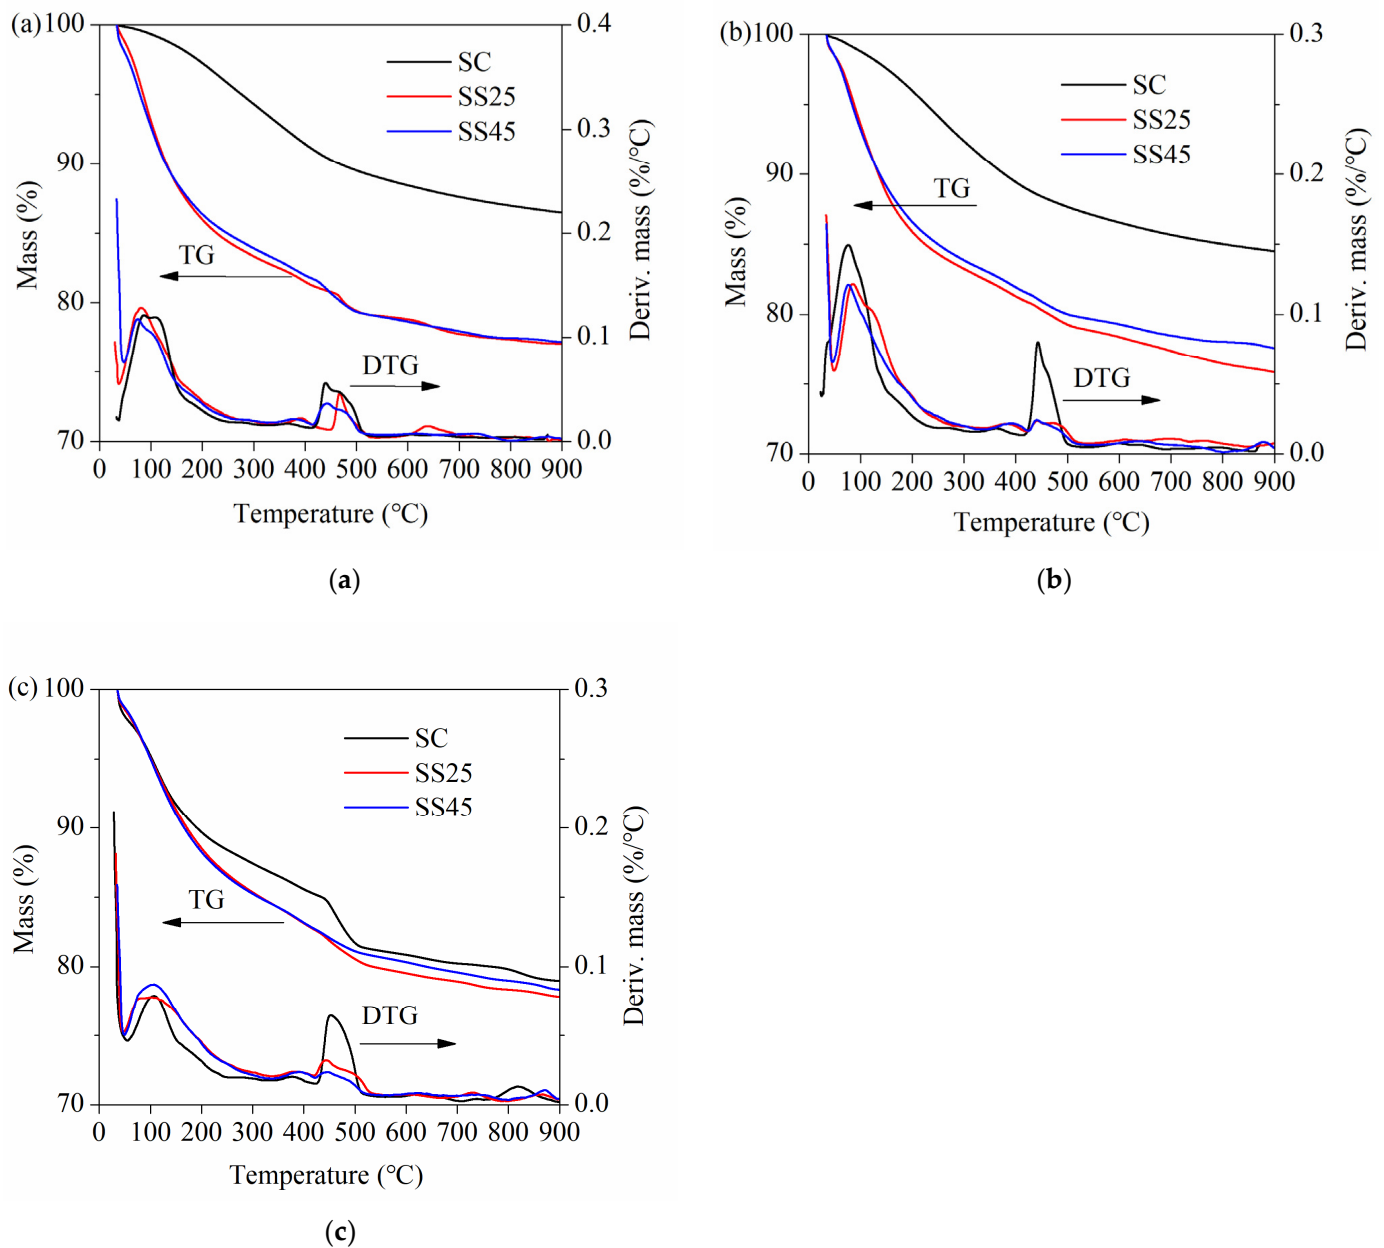 (a)
100
90
80
70
Mass (%)
0.4
0.3
0.2
0.1
0.0
Deriv. mass (%/°C)
SC
SS25
SS45
TG
DTG
0 100 200 300 400 500 600 700 800 900
Temperature (°C)
(a)
(b)
100
90
80
70
Mass (%)
0.3
0.2
0.1
0.0
Deriv. mass (%/°C)
SC
SS25
SS45
TG
DTG
0 100 200 300 400 500 600 700 800 900
Temperature (°C)
(b)
(c)
100
90
80
70
Mass (%)
0.3
0.2
0.1
0.0
Deriv. mass (%/°C)
SC
SS25
SS45
TG
DTG
0 100 200 300 400 500 600 700 800 900
Temperature (°C)
(c)